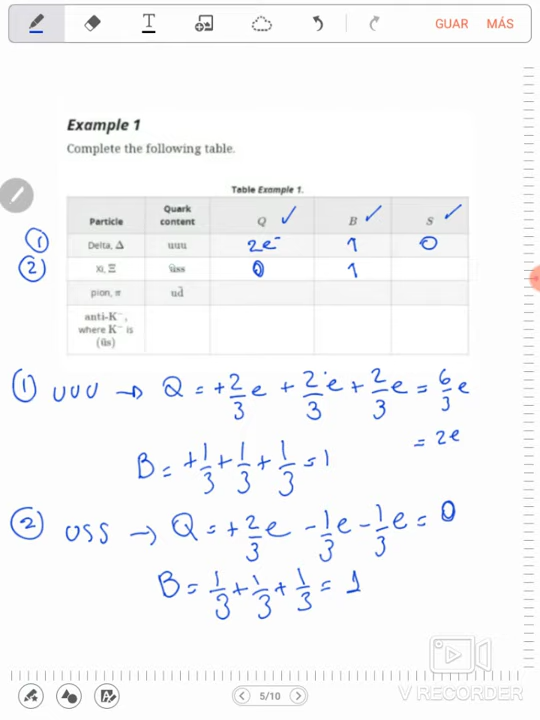 T GUAR MÁS
Example 1
Complete the following table.
Table Example 1.
Particle Quark content Q ✓ B ✓ S ✓
① Delta, Δ uuu 2e⁻ 1 0
② Xi, Ξ ūss 0 1
pion, π ud̄
anti-K⁻,
where K⁻ is
(ūs)
① UUU → Q = +2/3 e + 2/3 e + 2/3 e = 6/3 e
= 2e
B = +1/3 + 1/3 + 1/3 = 1
② USS → Q = +2/3 e - 1/3 e - 1/3 e = 0
B = 1/3 + 1/3 + 1/3 = 1
5/10
V RECORDER